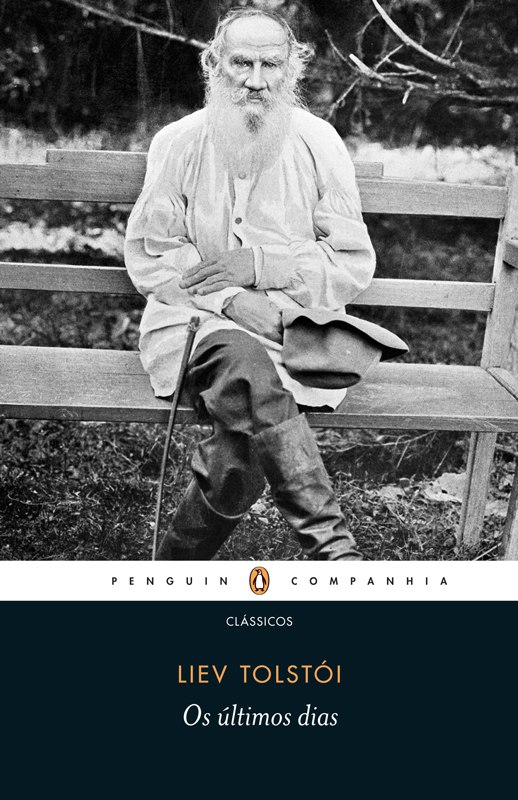 PENGUIN COMPANHIA
CLÁSSICOS
LIEV TOLSTÓI
Os últimos dias